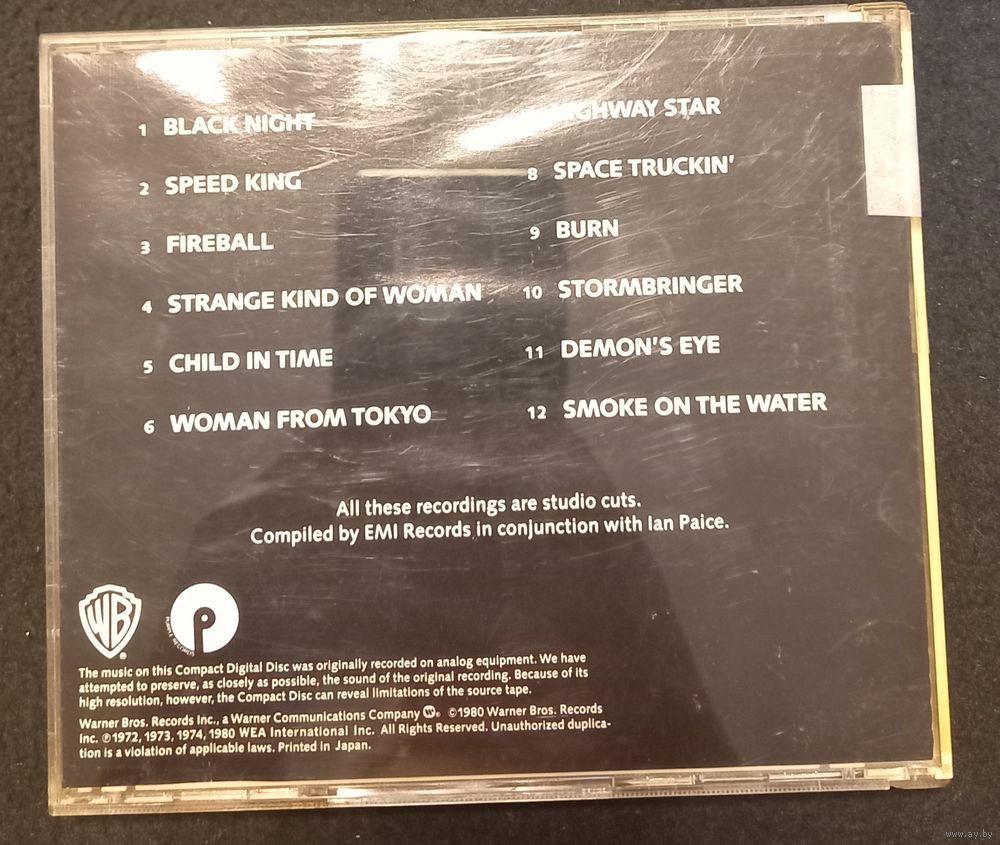 1 BLACK NIGHT
2 SPEED KING
3 FIREBALL
4 STRANGE KIND OF WOMAN
5 CHILD IN TIME
6 WOMAN FROM TOKYO
HIGHWAY STAR
8 SPACE TRUCKIN'
9 BURN
10 STORMBRINGER
11 DEMON'S EYE
12 SMOKE ON THE WATER
All these recordings are studio cuts.
Compiled by EMI Records in conjunction with Ian Paice.
WB
®
P
PURPLE RECORDS
The music on this Compact Digital Disc was originally recorded on analog equipment. We have
attempted to preserve, as closely as possible, the sound of the original recording. Because of its
high resolution, however, the Compact Disc can reveal limitations of the source tape.
Warner Bros. Records Inc., a Warner Communications Company W ® ©1980 Warner Bros. Records
Inc. ℗1972, 1973, 1974, 1980 WEA International Inc. All Rights Reserved. Unauthorized duplica-
tion is a violation of applicable laws. Printed in Japan.
www.ay.by